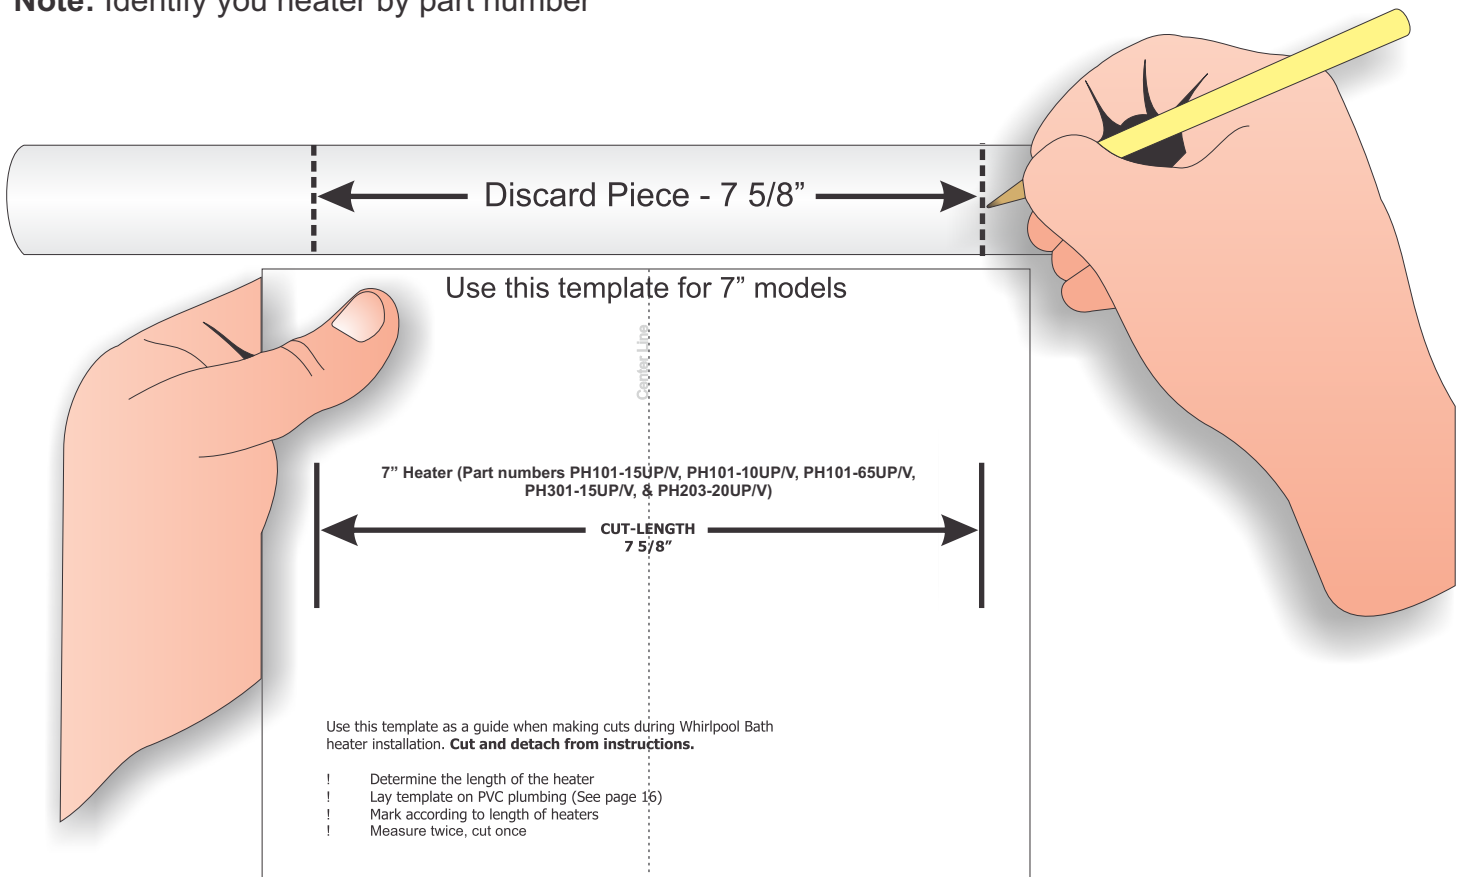 Note: Identify you heater by part number
Discard Piece - 7 5/8”
Use this template for 7” models
Center Line
7” Heater (Part numbers PH101-15UP/V, PH101-10UP/V, PH101-65UP/V,
PH301-15UP/V, & PH203-20UP/V)
CUT-LENGTH
7 5/8”
Use this template as a guide when making cuts during Whirlpool Bath
heater installation. Cut and detach from instructions.
! Determine the length of the heater
! Lay template on PVC plumbing (See page 16)
! Mark according to length of heaters
! Measure twice, cut once